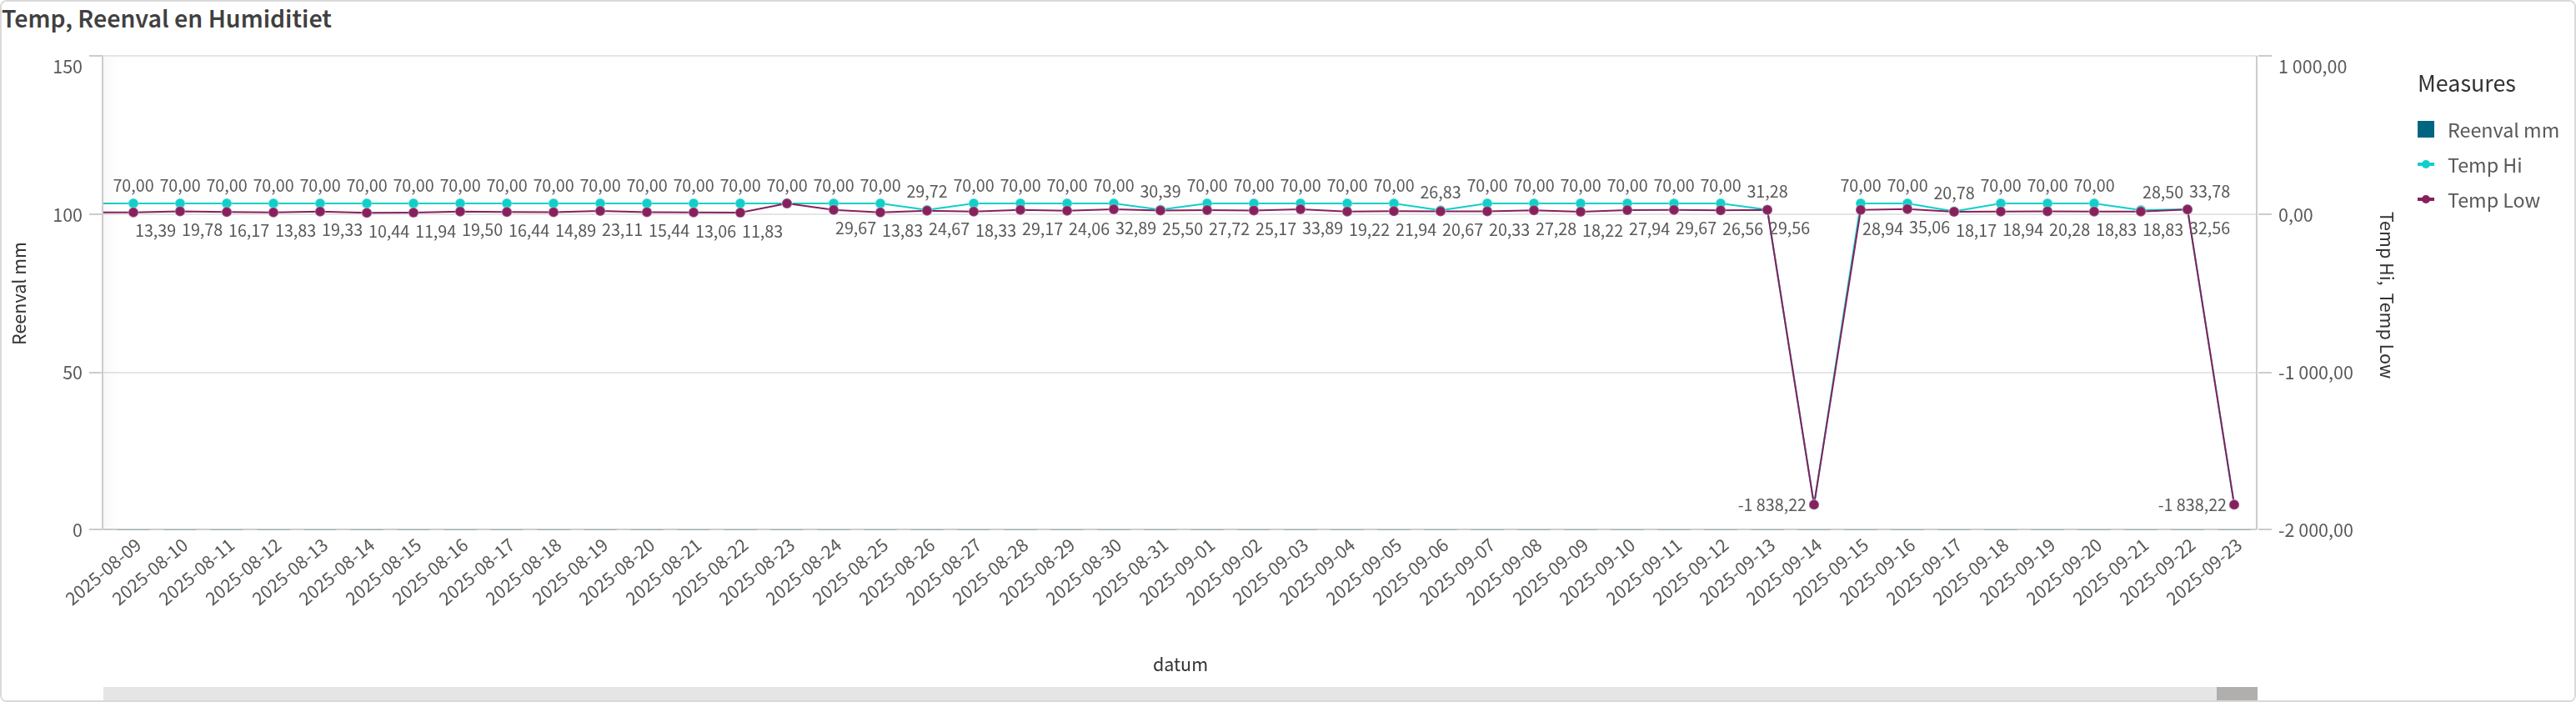 Temp, Reenval en Humiditiet
150
100
50
0
Reenval mm
1 000,00
0,00
-1 000,00
-2 000,00
Temp Hi, Temp Low
Measures
Reenval mm
Temp Hi
Temp Low
70,00 70,00 70,00 70,00 70,00 70,00 70,00 70,00 70,00 70,00 70,00 70,00 70,00 70,00 70,00 70,00 70,00 29,72 70,00 70,00 70,00 70,00 30,39 70,00 70,00 70,00 70,00 70,00 26,83 70,00 70,00 70,00 70,00 70,00 70,00 31,28 70,00 70,00 20,78 70,00 70,00 70,00 28,50 33,78
13,39 19,78 16,17 13,83 19,33 10,44 11,94 19,50 16,44 14,89 23,11 15,44 13,06 11,83 29,67 13,83 24,67 18,33 29,17 24,06 32,89 25,50 27,72 25,17 33,89 19,22 21,94 20,67 20,33 27,28 18,22 27,94 29,67 26,56 29,56 28,94 35,06 18,17 18,94 20,28 18,83 18,83 32,56
-1 838,22 -1 838,22
2025-08-09 2025-08-10 2025-08-11 2025-08-12 2025-08-13 2025-08-14 2025-08-15 2025-08-16 2025-08-17 2025-08-18 2025-08-19 2025-08-20 2025-08-21 2025-08-22 2025-08-23 2025-08-24 2025-08-25 2025-08-26 2025-08-27 2025-08-28 2025-08-29 2025-08-30 2025-08-31 2025-09-01 2025-09-02 2025-09-03 2025-09-04 2025-09-05 2025-09-06 2025-09-07 2025-09-08 2025-09-09 2025-09-10 2025-09-11 2025-09-12 2025-09-13 2025-09-14 2025-09-15 2025-09-16 2025-09-17 2025-09-18 2025-09-19 2025-09-20 2025-09-21 2025-09-22 2025-09-23
datum